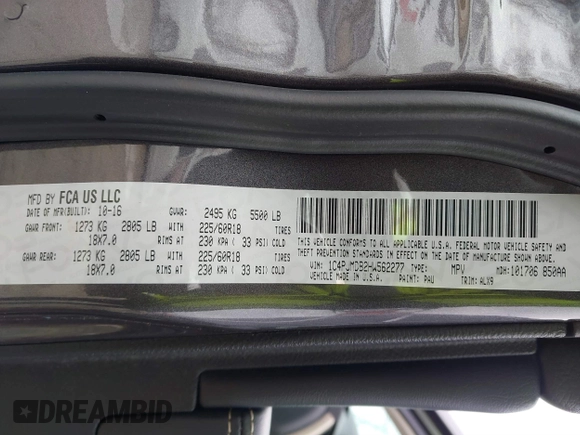 MFD BY FCA US LLC
DATE OF MFR(BUILT): 10-16 GVWR: 2495 KG 5500 LB
GAWR FRONT: 1273 KG 2805 LB WITH 225/60R18 TIRES
18X7.0 RIMS AT 230 KPA ( 33 PSI) COLD
GAWR REAR: 1273 KG 2805 LB WITH 225/60R18 TIRES
18X7.0 RIMS AT 230 KPA ( 33 PSI) COLD
THIS VEHICLE CONFORMS TO ALL APPLICABLE U.S.A. FEDERAL MOTOR VEHICLE SAFETY, BUMPER AND
THEFT PREVENTION STANDARDS IN EFFECT ON THE DATE OF MANUFACTURE SHOWN ABOVE.
VIN: 1C4PJMDB2HW562277 TYPE: MPV MDH: 101706 850AA
VEHICLE MADE IN U.S.A. PAINT: PAU TRIM: ALX9
DREAMBID